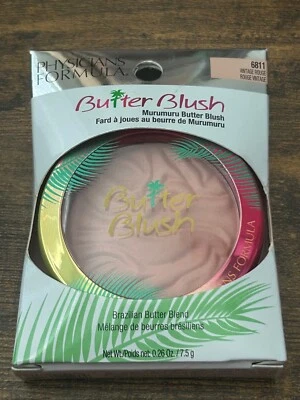 PHYSICIANS
FORMULA.
6811
VINTAGE ROUGE
ROUGE VINTAGE
Butter Blush
Murumuru Butter Blush
Fard à joues au beurre de Murumuru
Butter
Blush
FORMULA
Brazilian Butter Blend
Mélange de beurres brésiliens
Net Wt./Poids net: 0.26 Oz. / 7.5 g